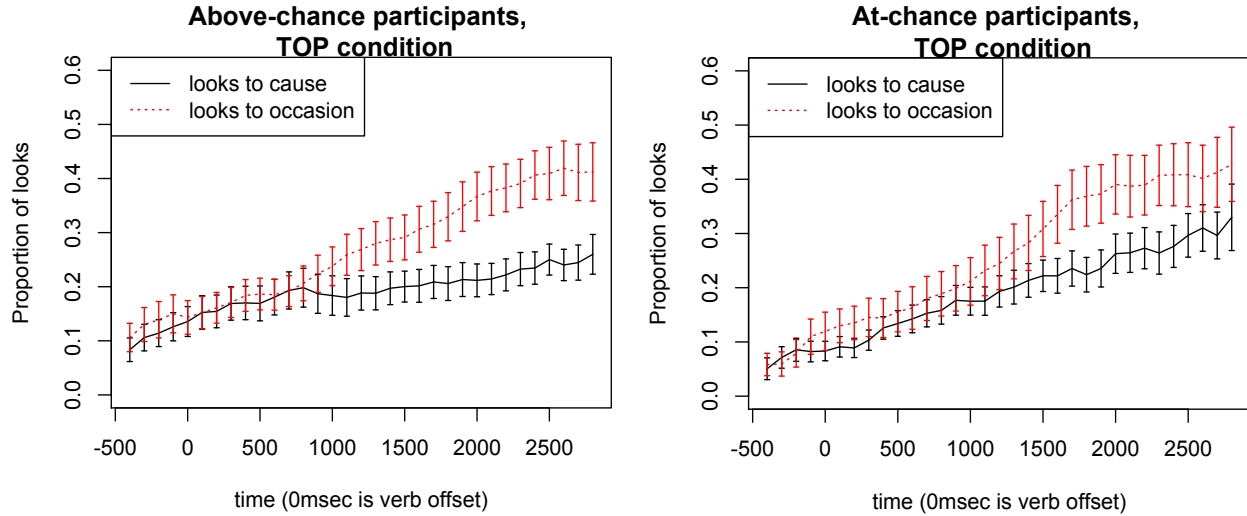 Above-chance participants,
TOP condition
looks to cause
looks to occasion
Proportion of looks
0.6
0.5
0.4
0.3
0.2
0.1
0.0
-500 0 500 1000 1500 2000 2500
time (0msec is verb offset)
At-chance participants,
TOP condition
looks to cause
looks to occasion
Proportion of looks
0.6
0.5
0.4
0.3
0.2
0.1
0.0
-500 0 500 1000 1500 2000 2500
time (0msec is verb offset)